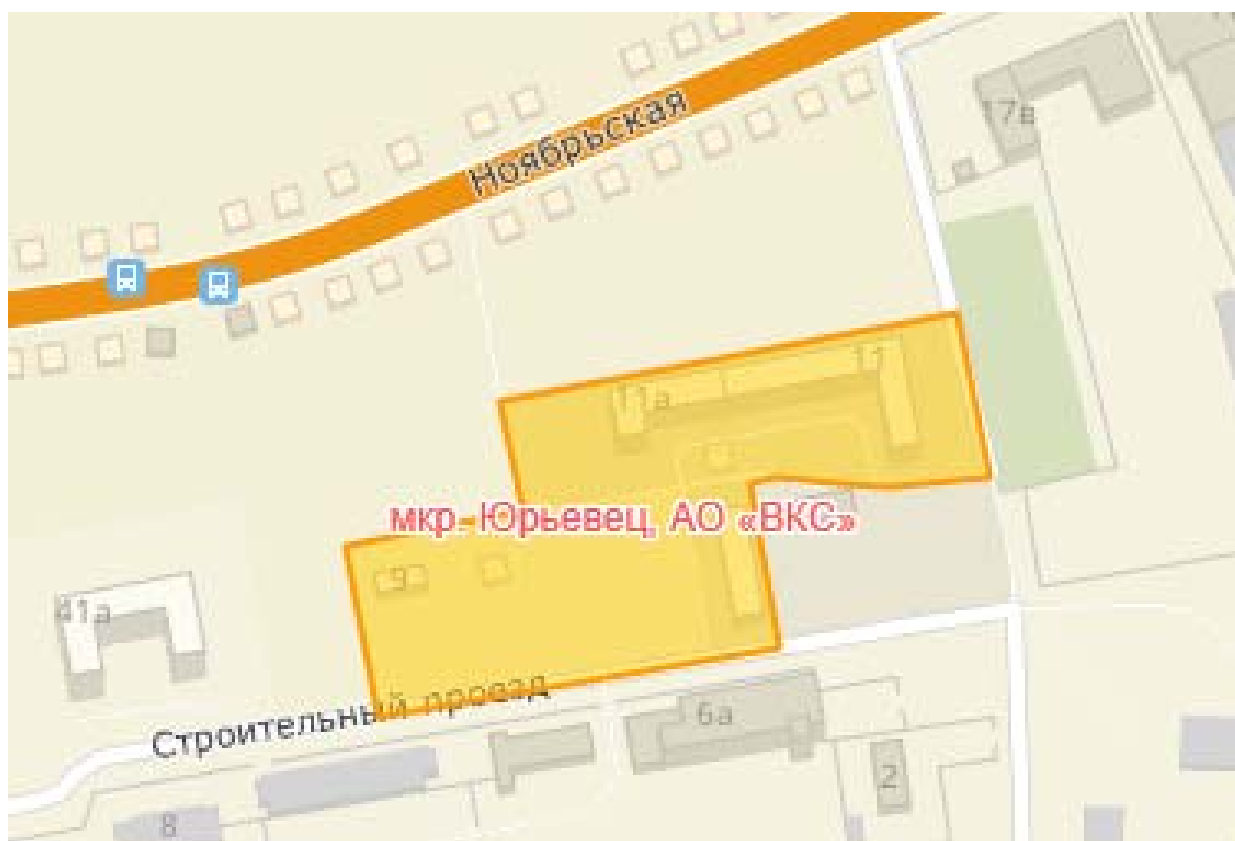 Ноябрьская
17в
11
11а
мкр. Юрьевец, АО «ВКС»
9
41а
Строительный проезд
6а
2
8